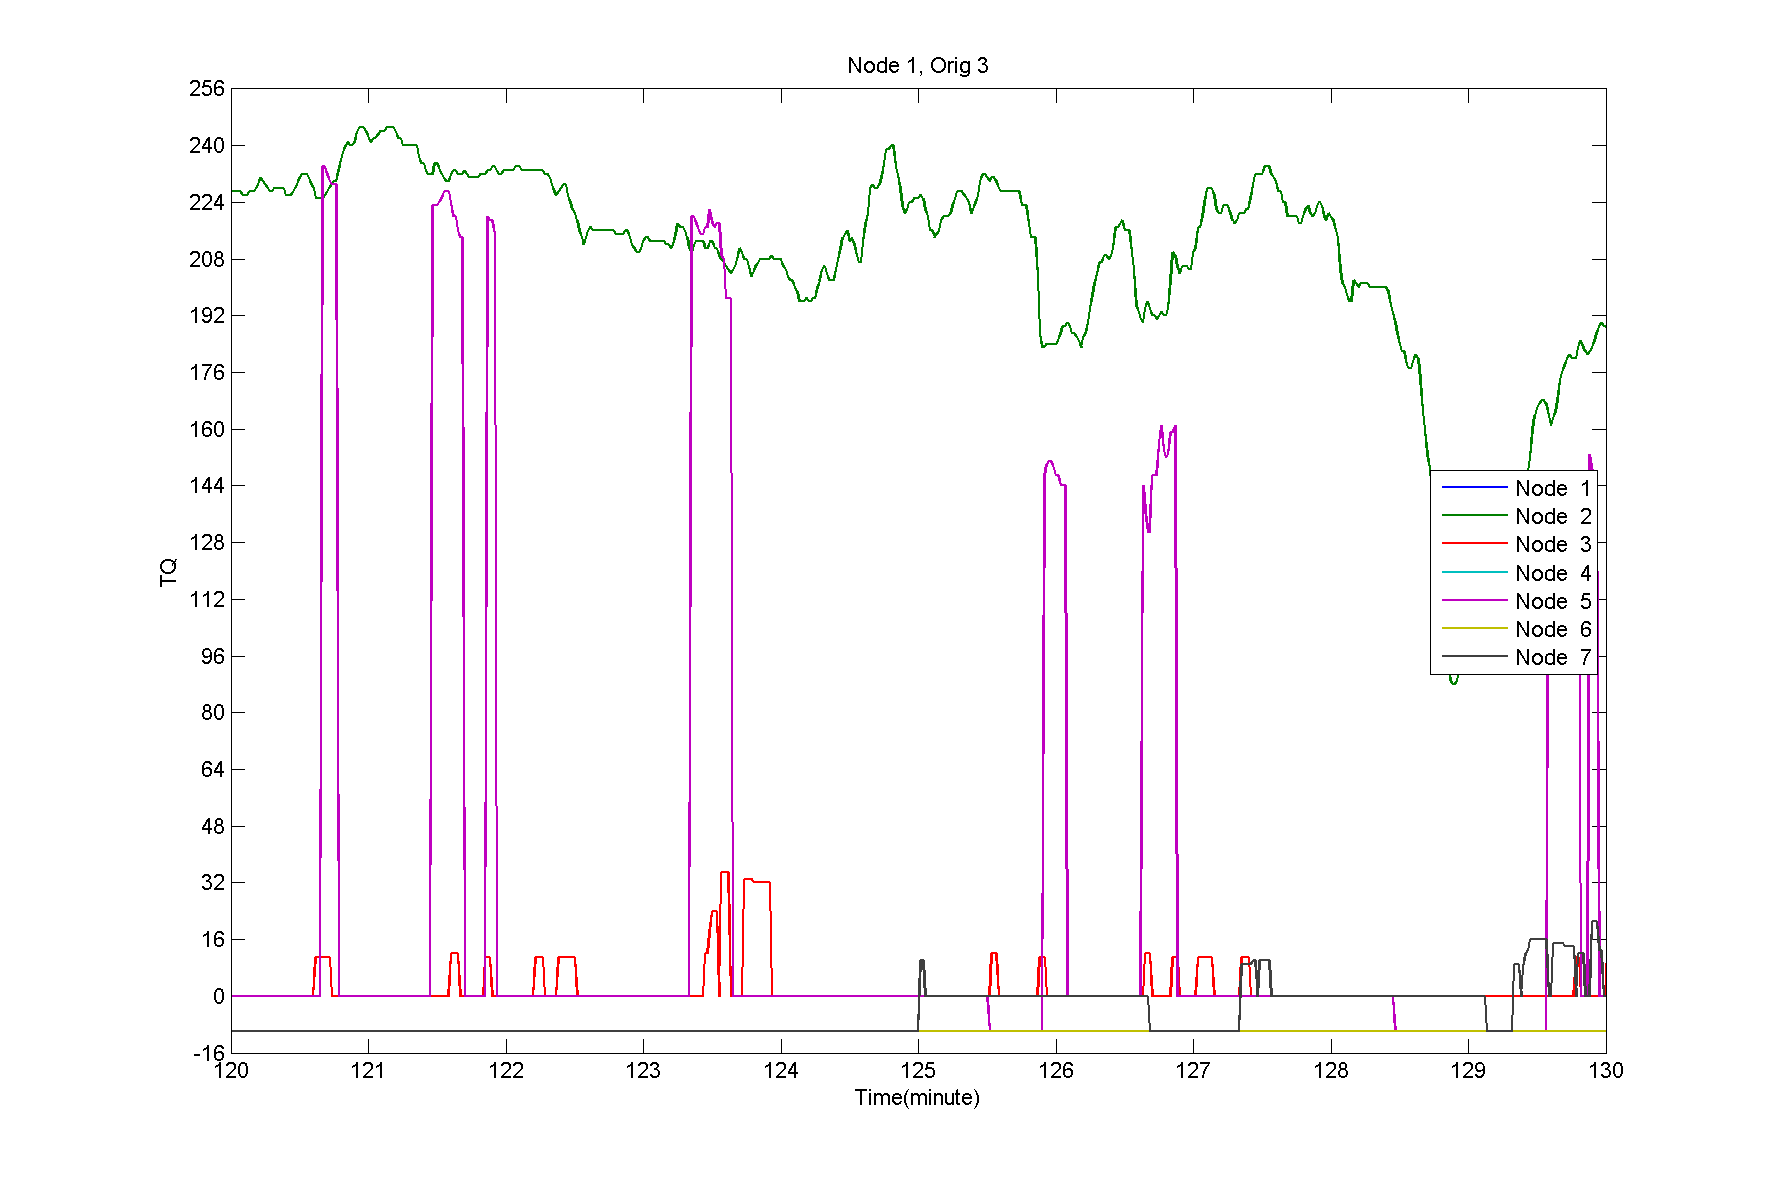 Node 1, Orig 3
256
240
224
208
192
176
160
144
128
112
96
80
64
48
32
16
0
-16
TQ
Node 1
Node 2
Node 3
Node 4
Node 5
Node 6
Node 7
120 121 122 123 124 125 126 127 128 129 130
Time(minute)